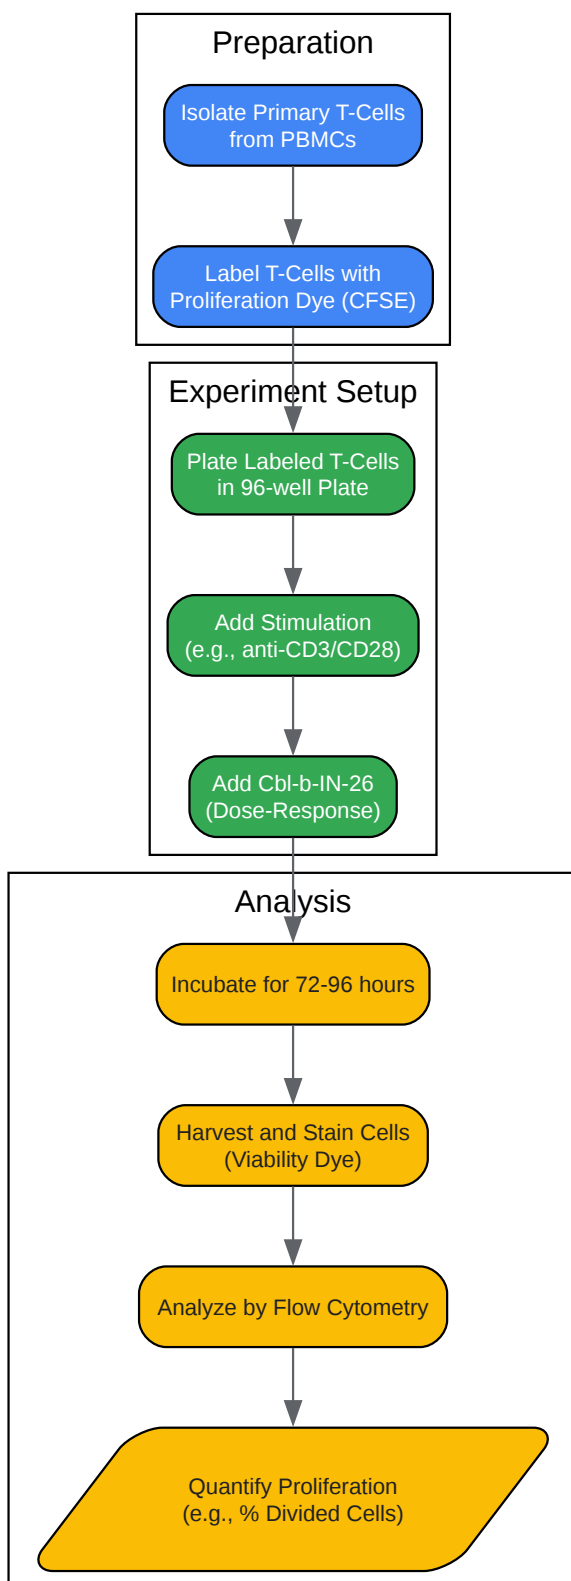 Preparation
Isolate Primary T-Cells
from PBMCs
Label T-Cells with
Proliferation Dye (CFSE)
Experiment Setup
Plate Labeled T-Cells
in 96-well Plate
Add Stimulation
(e.g., anti-CD3/CD28)
Add Cbl-b-IN-26
(Dose-Response)
Analysis
Incubate for 72-96 hours
Harvest and Stain Cells
(Viability Dye)
Analyze by Flow Cytometry
Quantify Proliferation
(e.g., % Divided Cells)